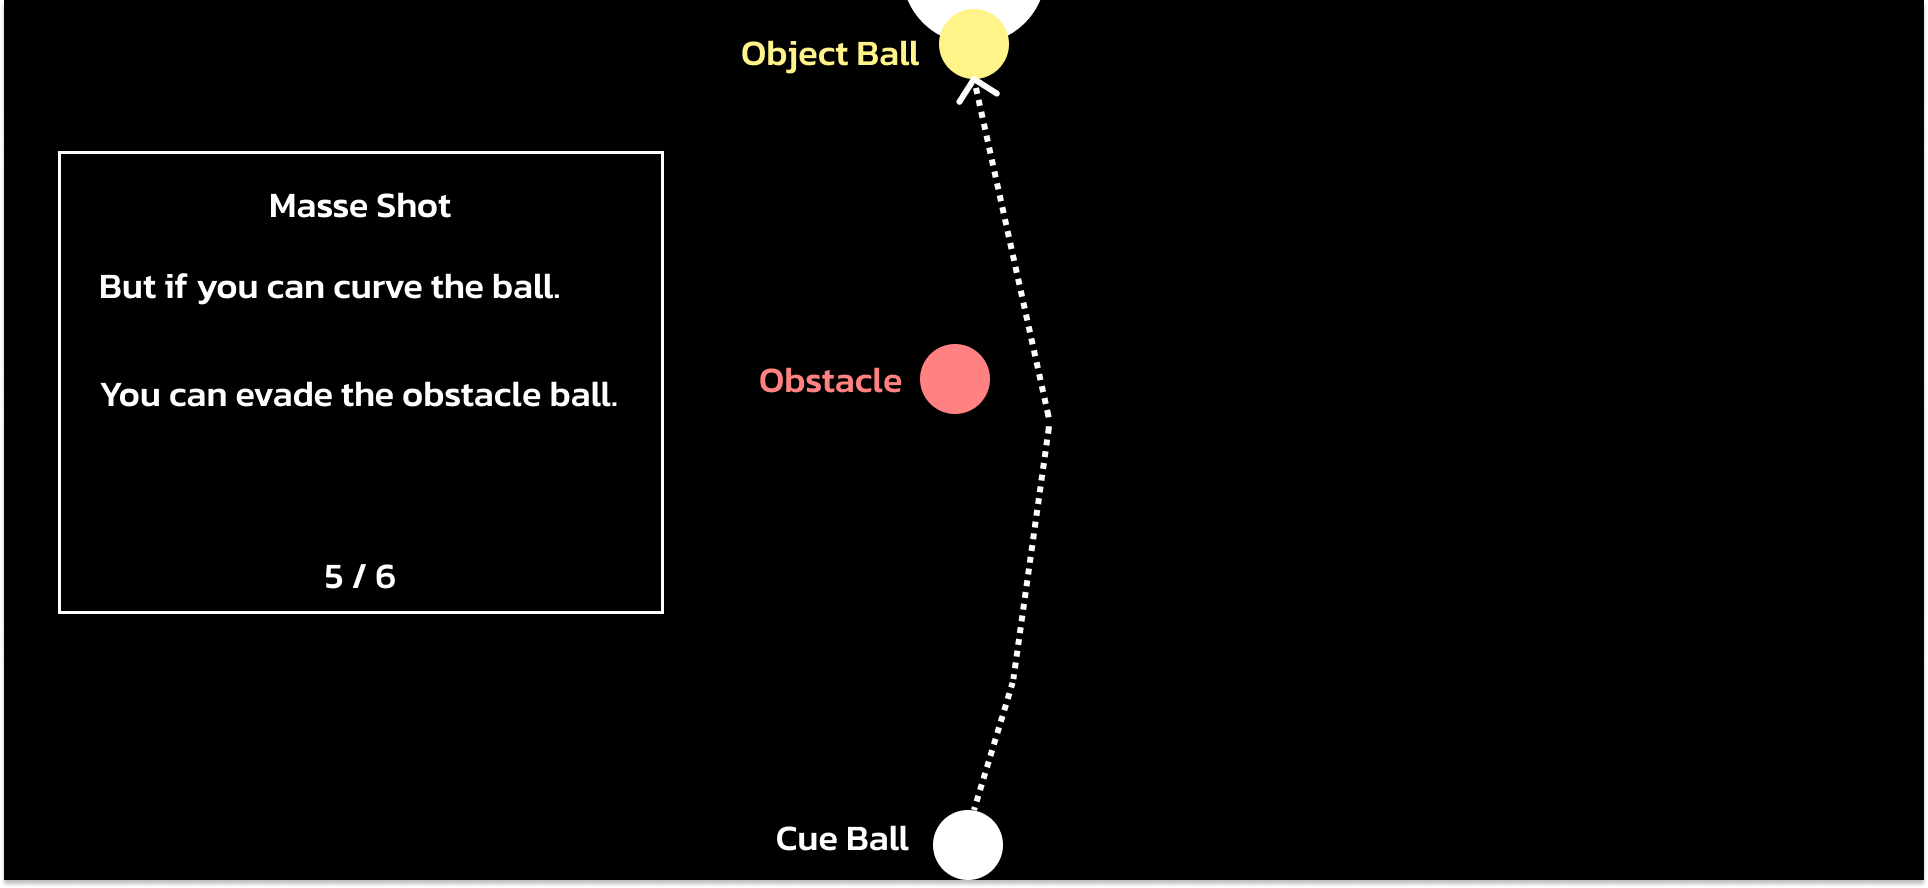 Object Ball
Masse Shot
But if you can curve the ball.
Obstacle
You can evade the obstacle ball.
5 / 6
Cue Ball